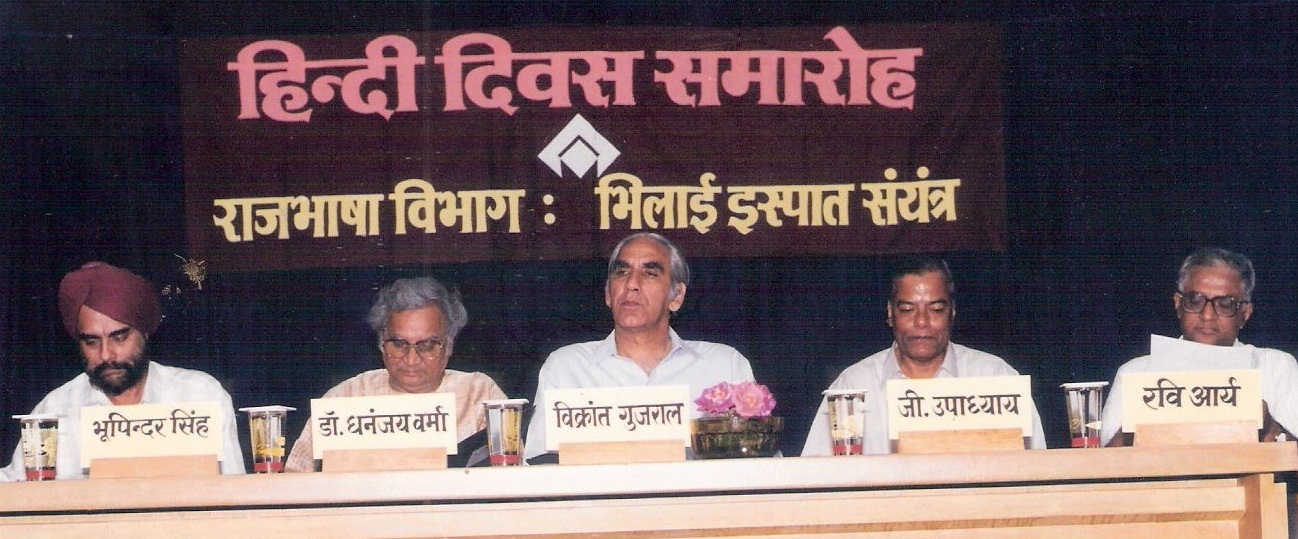 हिन्दी दिवस समारोह
राजभाषा विभाग : भिलाई इस्पात संयंत्र
भूपिन्दर सिंह
डॉ. धनंजय वर्मा
विक्रांत गुजराल
जी. उपाध्याय
रवि आर्य